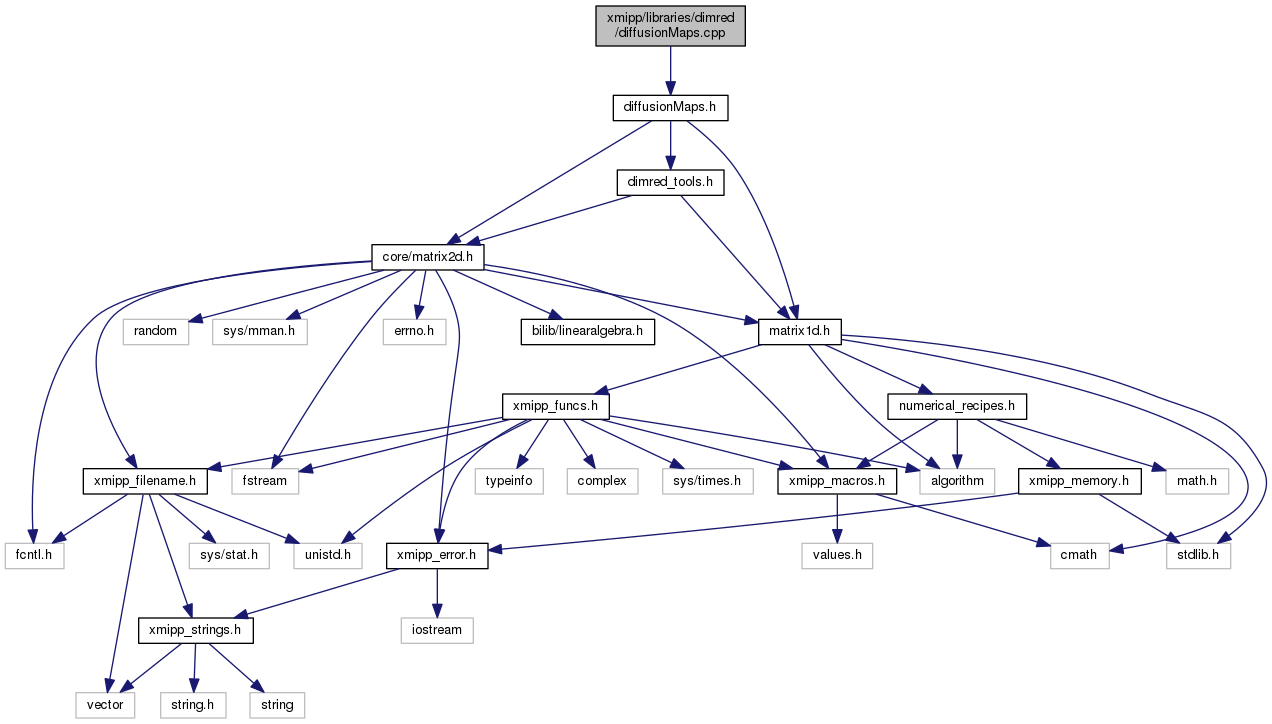 xmipp/libraries/dimred
/diffusionMaps.cpp
diffusionMaps.h
dimred_tools.h
core/matrix2d.h
random
sys/mman.h
errno.h
bilib/linearalgebra.h
matrix1d.h
xmipp_funcs.h
numerical_recipes.h
xmipp_filename.h
fstream
typeinfo
complex
sys/times.h
xmipp_macros.h
algorithm
xmipp_memory.h
math.h
fcntl.h
sys/stat.h
unistd.h
xmipp_error.h
values.h
cmath
stdlib.h
xmipp_strings.h
iostream
vector
string.h
string